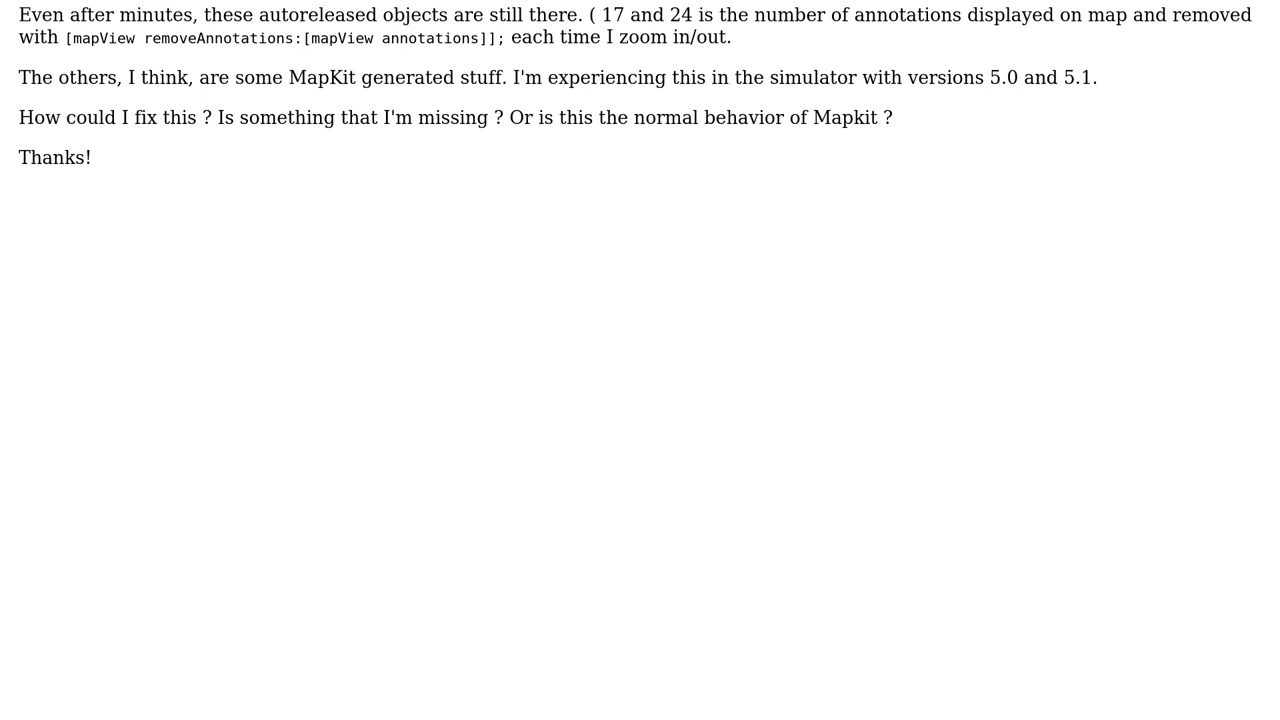 Even after minutes, these autoreleased objects are still there. ( 17 and 24 is the number of annotations displayed on map and removed
with [mapView removeAnnotations:[mapView annotations]]; each time I zoom in/out.
The others, I think, are some MapKit generated stuff. I'm experiencing this in the simulator with versions 5.0 and 5.1.
How could I fix this ? Is something that I'm missing ? Or is this the normal behavior of Mapkit ?
Thanks!